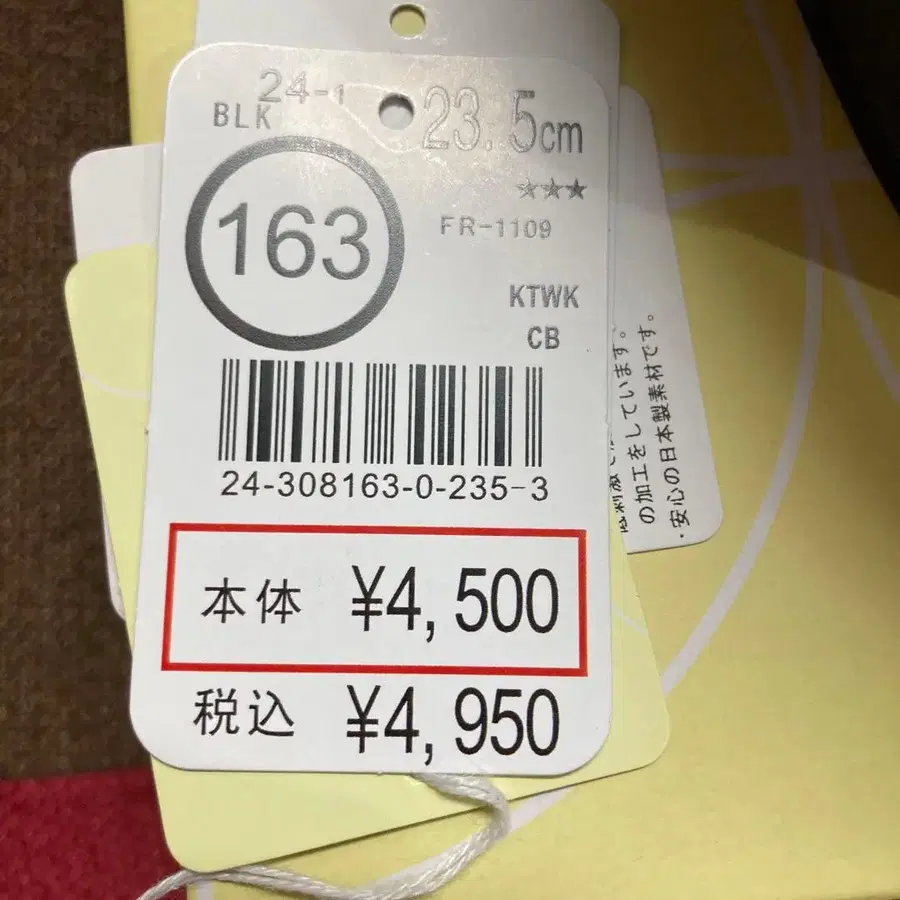 24-1
BLK
23.5cm
★★★
163
FR-1109
KTWK
CB
24-308163-0-235-3
本体 ¥4,500
税込 ¥4,950
の加工をしています。
・安心の日本製素材です。